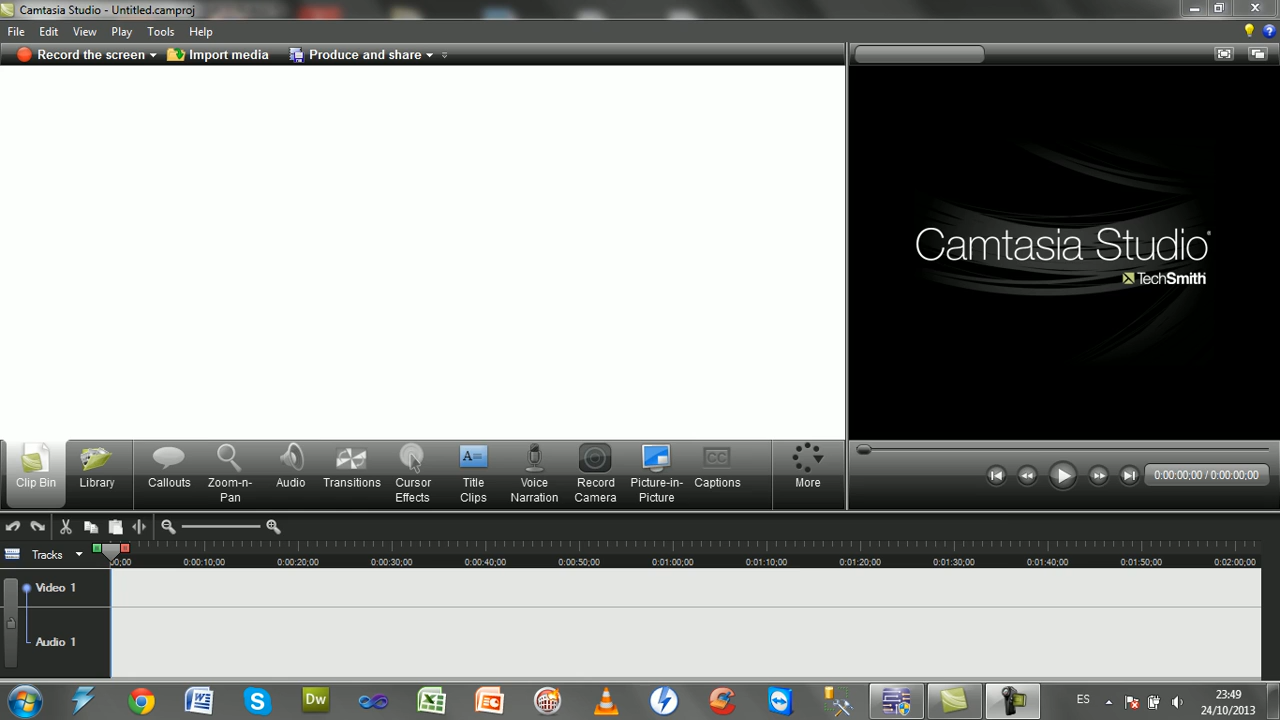 Camtasia Studio - Untitled.camproj
File Edit View Play Tools Help
Record the screen Import media Produce and share
Camtasia Studio®
TechSmith
Clip Bin Library Callouts Zoom-n-Pan Audio Transitions Cursor Effects Title Clips Voice Narration Record Camera Picture-in-Picture CC Captions More
0:00:00;00 / 0:00:00;00
Tracks
00;00 0:00:10;00 0:00:20;00 0:00:30;00 0:00:40;00 0:00:50;00 0:01:00;00 0:01:10;00 0:01:20;00 0:01:30;00 0:01:40;00 0:01:50;00 0:02:00;00
Video 1
Audio 1
Dw
ES
23:49
24/10/2013